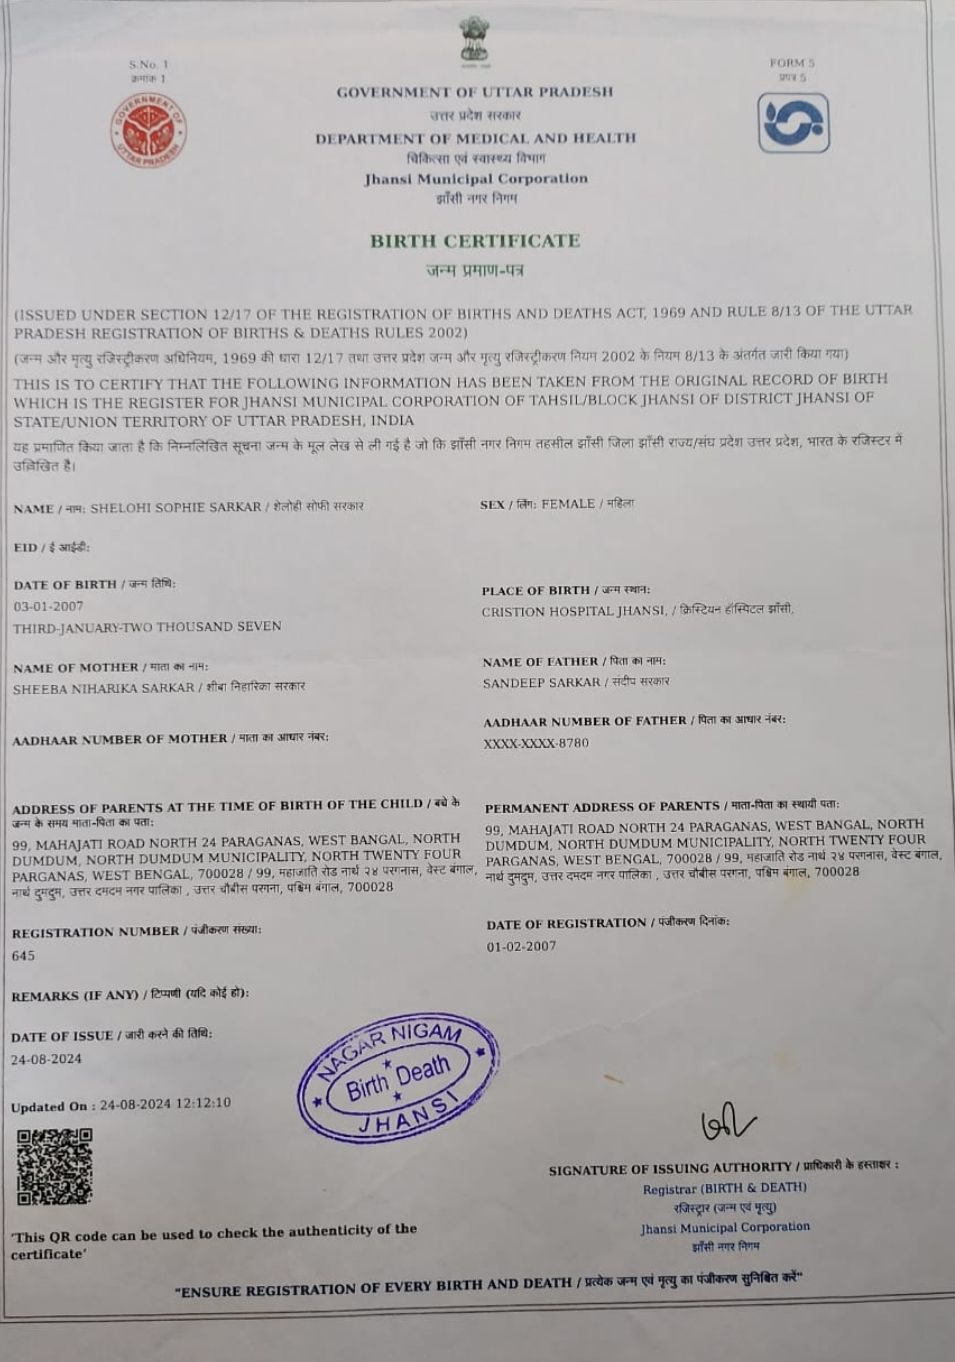 S.No. 1
क्रमांक 1
FORM 5
प्रपत्र 5
GOVERNMENT OF UTTAR PRADESH
उत्तर प्रदेश सरकार
DEPARTMENT OF MEDICAL AND HEALTH
चिकित्सा एवं स्वास्थ्य विभाग
Jhansi Municipal Corporation
झाँसी नगर निगम
GOVERNMENT OF UTTAR PRADESH
BIRTH CERTIFICATE
जन्म प्रमाण-पत्र
(ISSUED UNDER SECTION 12/17 OF THE REGISTRATION OF BIRTHS AND DEATHS ACT, 1969 AND RULE 8/13 OF THE UTTAR
PRADESH REGISTRATION OF BIRTHS & DEATHS RULES 2002)
(जन्म और मृत्यु रजिस्ट्रीकरण अधिनियम, 1969 की धारा 12/17 तथा उत्तर प्रदेश जन्म और मृत्यु रजिस्ट्रीकरण नियम 2002 के नियम 8/13 के अंतर्गत जारी किया गया)
THIS IS TO CERTIFY THAT THE FOLLOWING INFORMATION HAS BEEN TAKEN FROM THE ORIGINAL RECORD OF BIRTH
WHICH IS THE REGISTER FOR JHANSI MUNICIPAL CORPORATION OF TAHSIL/BLOCK JHANSI OF DISTRICT JHANSI OF
STATE/UNION TERRITORY OF UTTAR PRADESH, INDIA
यह प्रमाणित किया जाता है कि निम्नलिखित सूचना जन्म के मूल लेख से ली गई है जो कि झाँसी नगर निगम तहसील झाँसी जिला झाँसी राज्य/संघ प्रदेश उत्तर प्रदेश, भारत के रजिस्टर में
उल्लिखित है।
NAME / नाम: SHELOHI SOPHIE SARKAR / शेलोही सोफी सरकार
SEX / लिंग: FEMALE / महिला
EID / ई आईडी:
DATE OF BIRTH / जन्म तिथि:
03-01-2007
THIRD-JANUARY-TWO THOUSAND SEVEN
PLACE OF BIRTH / जन्म स्थान:
CRISTION HOSPITAL JHANSI, / क्रिस्टियन हॉस्पिटल झाँसी,
NAME OF MOTHER / माता का नाम:
SHEEBA NIHARIKA SARKAR / शीबा निहारिका सरकार
NAME OF FATHER / पिता का नाम:
SANDEEP SARKAR / संदीप सरकार
AADHAAR NUMBER OF MOTHER / माता का आधार नंबर:
AADHAAR NUMBER OF FATHER / पिता का आधार नंबर:
XXXX-XXXX-8780
ADDRESS OF PARENTS AT THE TIME OF BIRTH OF THE CHILD / बच्चे के
जन्म के समय माता-पिता का पता:
99, MAHAJATI ROAD NORTH 24 PARAGANAS, WEST BANGAL, NORTH
DUMDUM, NORTH DUMDUM MUNICIPALITY, NORTH TWENTY FOUR
PARGANAS, WEST BENGAL, 700028 / 99, महाजाति रोड नार्थ २४ परगनास, वेस्ट बंगाल,
नार्थ दुमदुम, उत्तर दमदम नगर पालिका , उत्तर चौबीस परगना, पश्चिम बंगाल, 700028
PERMANENT ADDRESS OF PARENTS / माता-पिता का स्थायी पता:
99, MAHAJATI ROAD NORTH 24 PARAGANAS, WEST BANGAL, NORTH
DUMDUM, NORTH DUMDUM MUNICIPALITY, NORTH TWENTY FOUR
PARGANAS, WEST BENGAL, 700028 / 99, महाजाति रोड नार्थ २४ परगनास, वेस्ट बंगाल,
नार्थ दुमदुम, उत्तर दमदम नगर पालिका , उत्तर चौबीस परगना, पश्चिम बंगाल, 700028
REGISTRATION NUMBER / पंजीकरण संख्या:
645
DATE OF REGISTRATION / पंजीकरण दिनांक:
01-02-2007
REMARKS (IF ANY) / टिप्पणी (यदि कोई हो):
DATE OF ISSUE / जारी करने की तिथि:
24-08-2024
Updated On : 24-08-2024 12:12:10
NAGAR NIGAM
Birth Death
JHANSI
SIGNATURE OF ISSUING AUTHORITY / प्राधिकारी के हस्ताक्षर :
Registrar (BIRTH & DEATH)
रजिस्ट्रार (जन्म एवं मृत्यु)
Jhansi Municipal Corporation
झाँसी नगर निगम
'This QR code can be used to check the authenticity of the
certificate'
"ENSURE REGISTRATION OF EVERY BIRTH AND DEATH / प्रत्येक जन्म एवं मृत्यु का पंजीकरण सुनिश्चित करें"